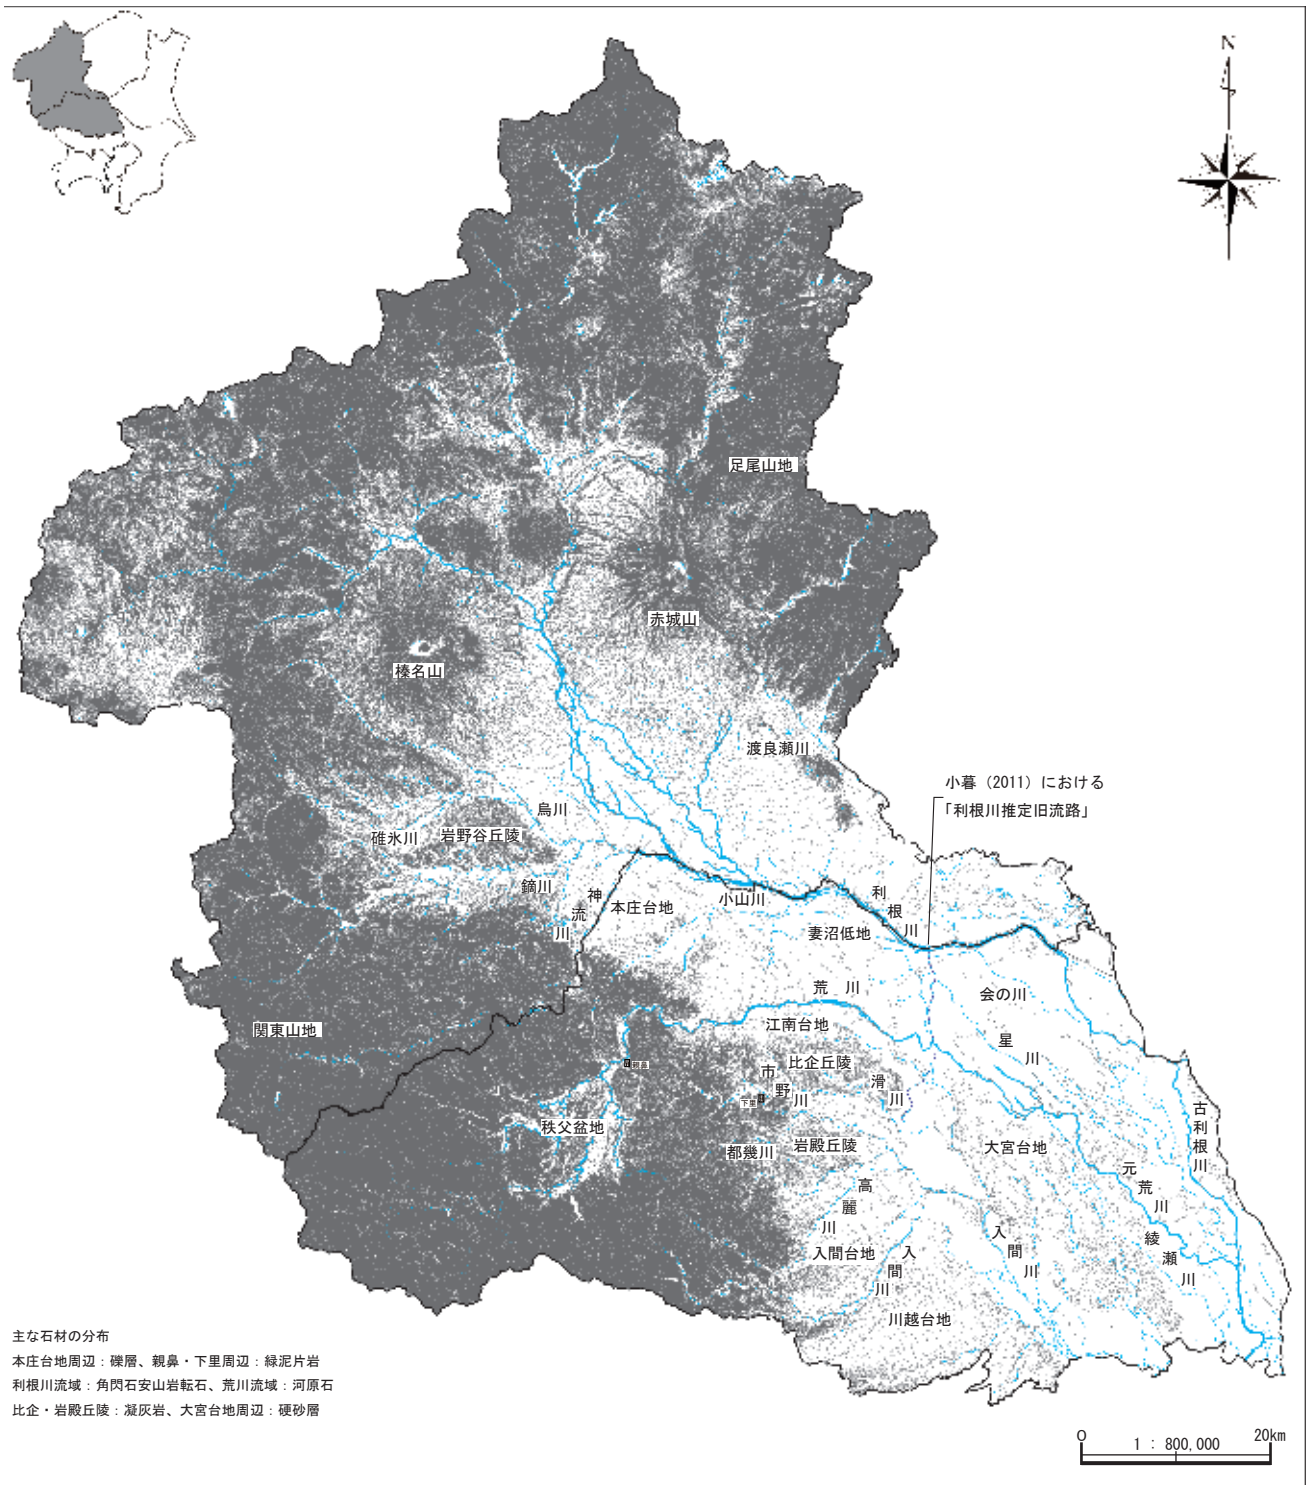 N
足尾山地
赤城山
榛名山
渡良瀬川
小暮（2011）における
「利根川推定旧流路」
烏川
碓氷川
岩野谷丘陵
鏑川
神流川
本庄台地
小山川
利根川
妻沼低地
荒川
会の川
関東山地
江南台地
星川
親鼻
比企丘陵
市野川
滑川
下里
古利根川
秩父盆地
都幾川
岩殿丘陵
大宮台地
元荒川
高麗川
綾瀬川
入間台地
入間川
入間川
川越台地
主な石材の分布
本庄台地周辺：礫層、親鼻・下里周辺：緑泥片岩
利根川流域：角閃石安山岩転石、荒川流域：河原石
比企・岩殿丘陵：凝灰岩、大宮台地周辺：硬砂層
0 20km
1 : 800,000